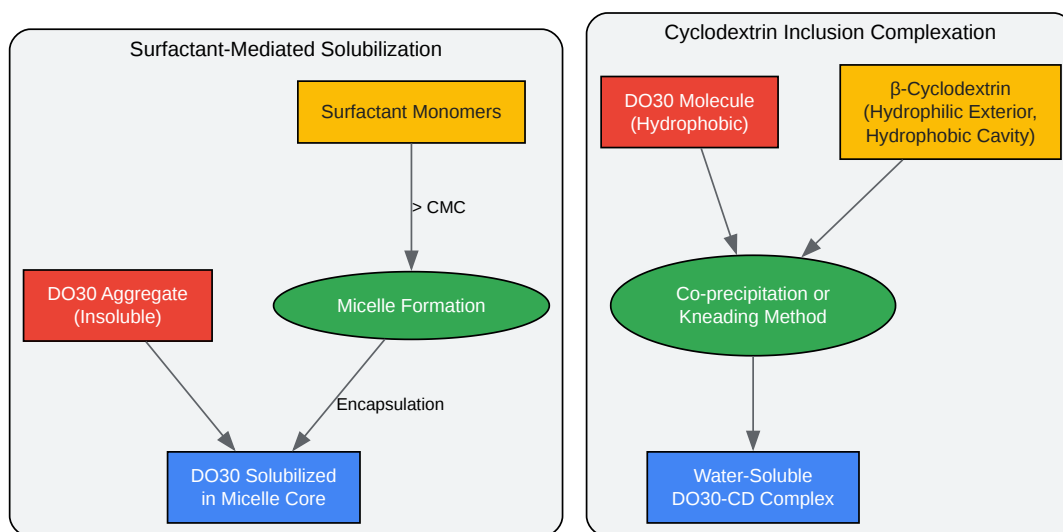 Surfactant-Mediated Solubilization
Surfactant Monomers
> CMC
DO30 Aggregate
(Insoluble)
Micelle Formation
Encapsulation
DO30 Solubilized
in Micelle Core
Cyclodextrin Inclusion Complexation
DO30 Molecule
(Hydrophobic)
β-Cyclodextrin
(Hydrophilic Exterior,
Hydrophobic Cavity)
Co-precipitation or
Kneading Method
Water-Soluble
DO30-CD Complex